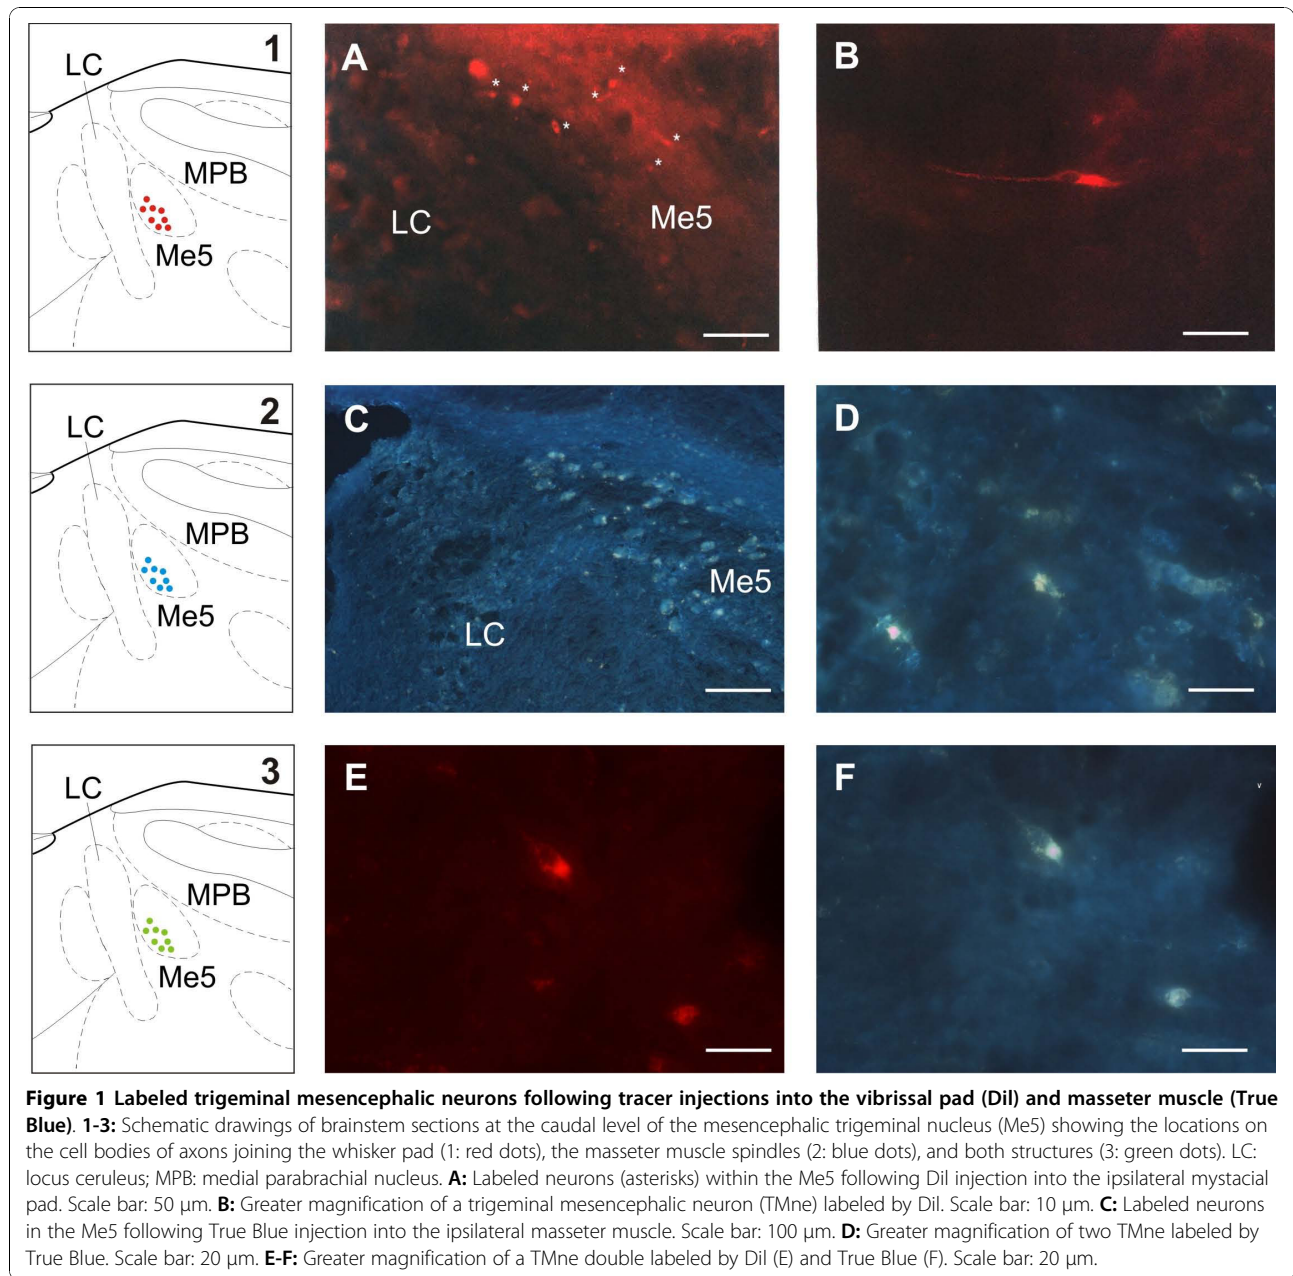 1
LC
MPB
Me5
A
* * * * * * *
LC
Me5
B
2
LC
MPB
Me5
C
Me5
LC
D
3
LC
MPB
Me5
E
F
v
Figure 1 Labeled trigeminal mesencephalic neurons following tracer injections into the vibrissal pad (DiI) and masseter muscle (True
Blue). 1-3: Schematic drawings of brainstem sections at the caudal level of the mesencephalic trigeminal nucleus (Me5) showing the locations on
the cell bodies of axons joining the whisker pad (1: red dots), the masseter muscle spindles (2: blue dots), and both structures (3: green dots). LC:
locus ceruleus; MPB: medial parabrachial nucleus. A: Labeled neurons (asterisks) within the Me5 following DiI injection into the ipsilateral mystacial
pad. Scale bar: 50 μm. B: Greater magnification of a trigeminal mesencephalic neuron (TMne) labeled by DiI. Scale bar: 10 μm. C: Labeled neurons
in the Me5 following True Blue injection into the ipsilateral masseter muscle. Scale bar: 100 μm. D: Greater magnification of two TMne labeled by
True Blue. Scale bar: 20 μm. E-F: Greater magnification of a TMne double labeled by DiI (E) and True Blue (F). Scale bar: 20 μm.